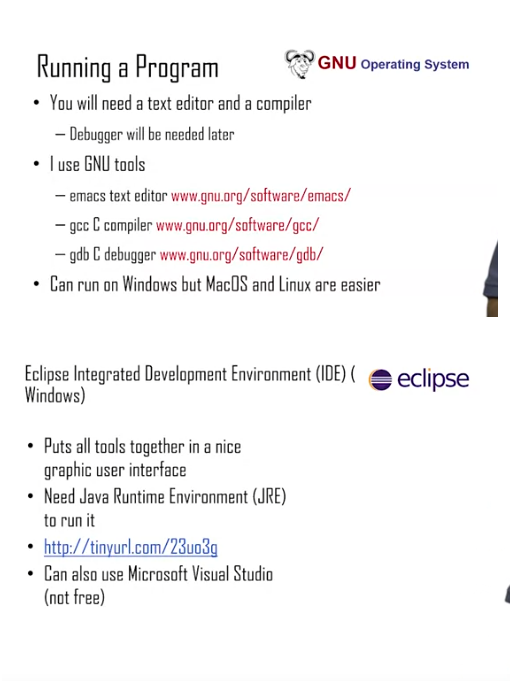 Running a Program
GNU Operating System
• You will need a text editor and a compiler
– Debugger will be needed later
• I use GNU tools
– emacs text editor www.gnu.org/software/emacs/
– gcc C compiler www.gnu.org/software/gcc/
– gdb C debugger www.gnu.org/software/gdb/
• Can run on Windows but MacOS and Linux are easier
Eclipse Integrated Development Environment (IDE) (
Windows)
eclipse
• Puts all tools together in a nice
graphic user interface
• Need Java Runtime Environment (JRE)
to run it
• http://tinyurl.com/23uo3g
• Can also use Microsoft Visual Studio
(not free)